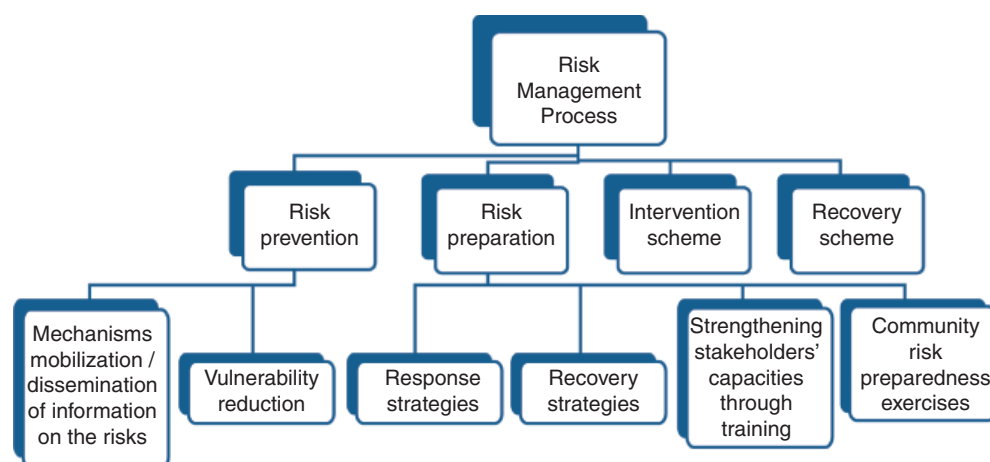 Risk
Management
Process
Risk
prevention
Risk
preparation
Intervention
scheme
Recovery
scheme
Mechanisms
mobilization /
dissemination
of information
on the risks
Vulnerability
reduction
Response
strategies
Recovery
strategies
Strengthening
stakeholders’
capacities
through
training
Community
risk
preparedness
exercises